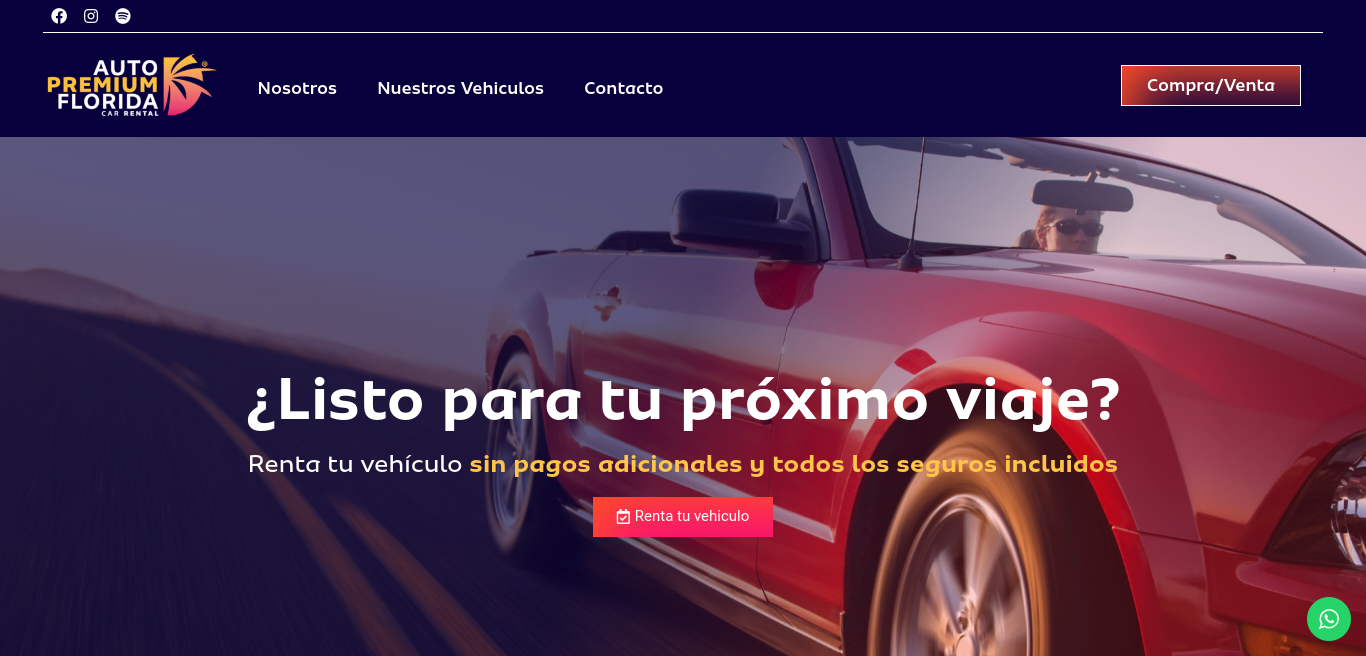 AUTO
PREMIUM
FLORIDA
CAR RENTAL
Nosotros
Nuestros Vehiculos
Contacto
Compra/Venta
¿Listo para tu próximo viaje?
Renta tu vehículo sin pagos adicionales y todos los seguros incluidos
Renta tu vehiculo